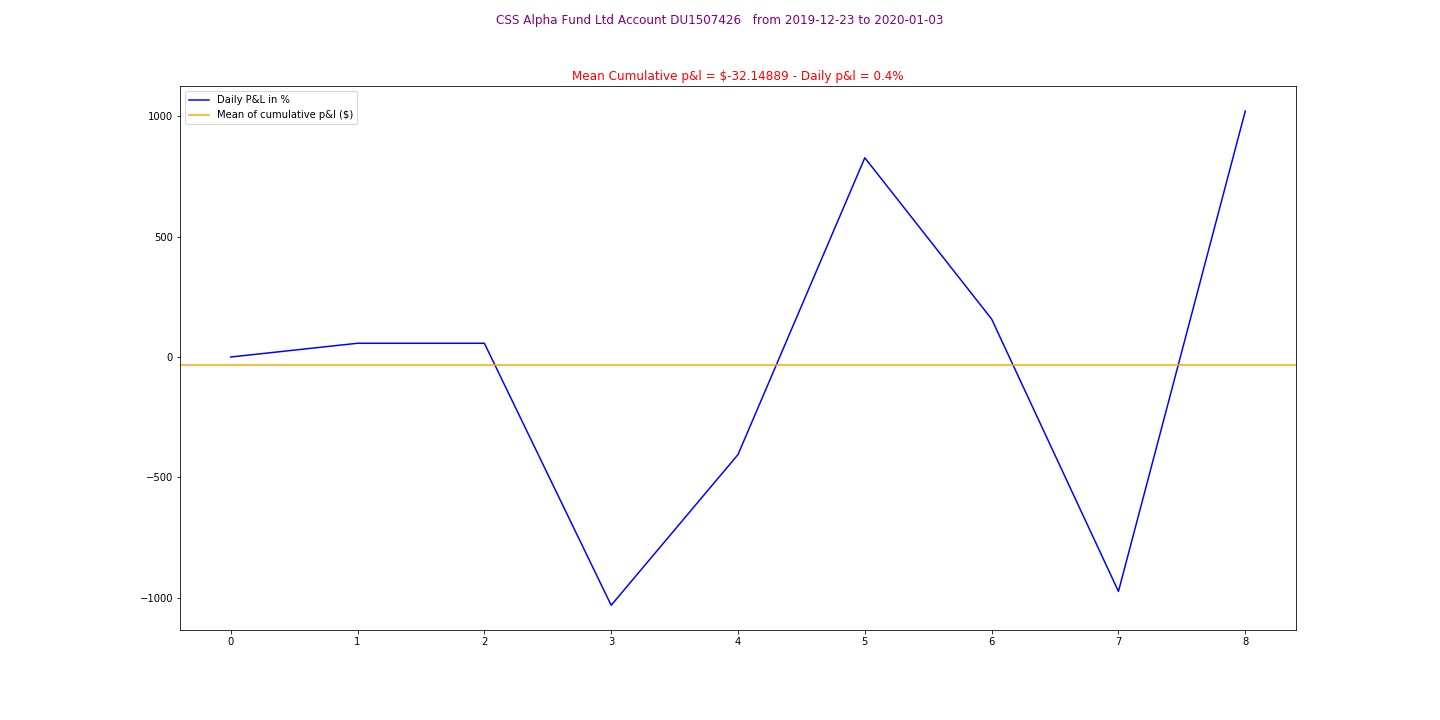 CSS Alpha Fund Ltd Account DU1507426   from 2019-12-23 to 2020-01-03
Mean Cumulative p&l = $-32.14889 - Daily p&l = 0.4%
Daily P&L in %
Mean of cumulative p&l ($)
1000
500
0
−500
−1000
0 1 2 3 4 5 6 7 8